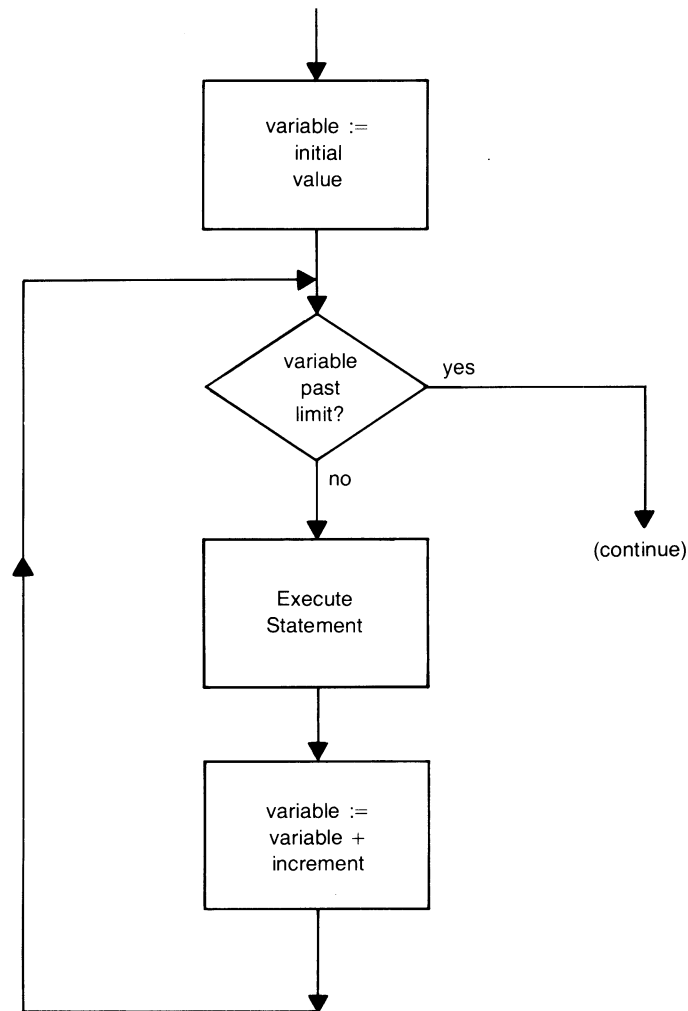 variable :=
initial
value
variable
past
limit?
yes
no
(continue)
Execute
Statement
variable :=
variable +
increment